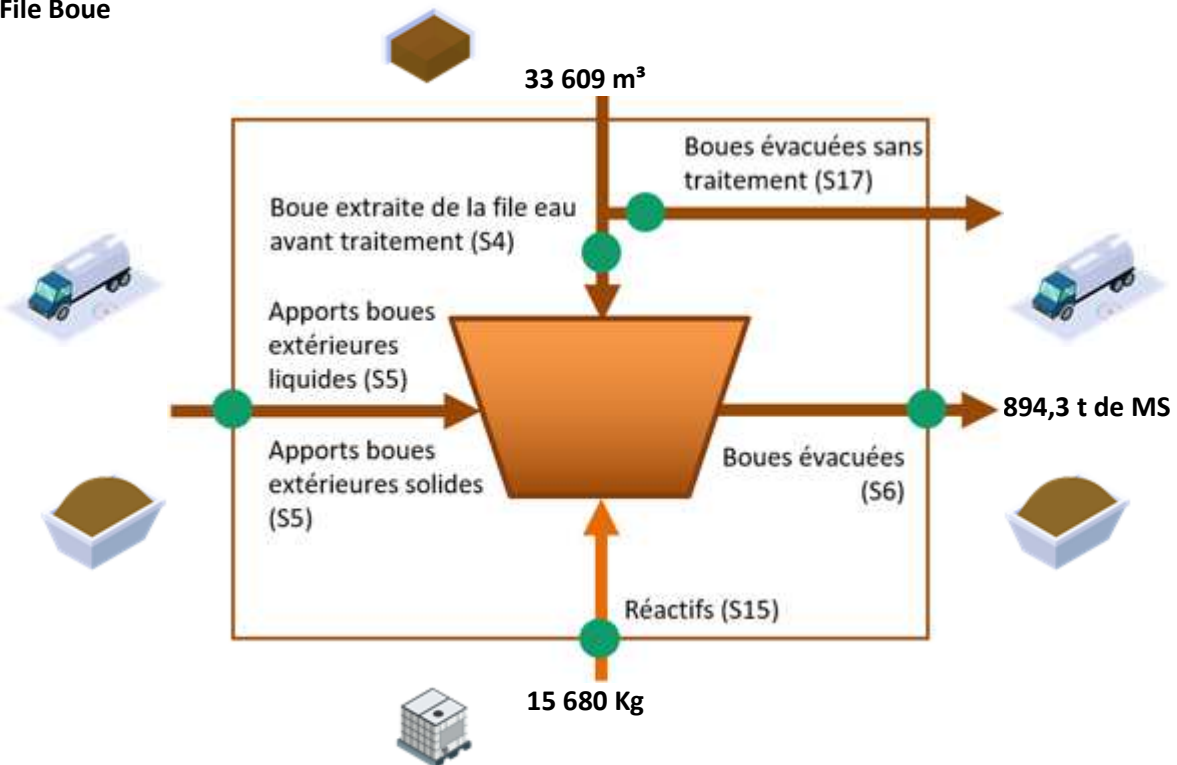 File Boue
33 609 m³
Boues évacuées sans
traitement (S17)
Boue extraite de la file eau
avant traitement (S4)
Apports boues
extérieures
liquides (S5)
894,3 t de MS
Apports boues
extérieures solides
(S5)
Boues évacuées
(S6)
Réactifs (S15)
15 680 Kg